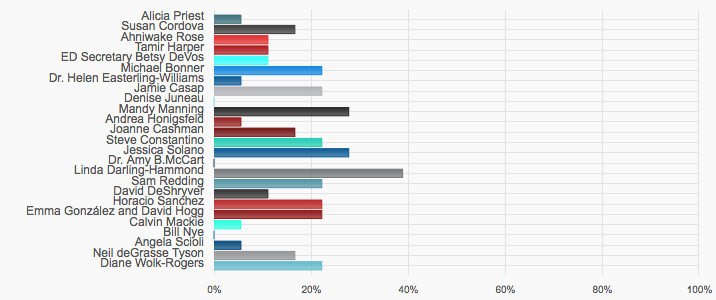 Alicia Priest
Susan Cordova
Ahniwake Rose
Tamir Harper
ED Secretary Betsy DeVos
Michael Bonner
Dr. Helen Easterling-Williams
Jamie Casap
Denise Juneau
Mandy Manning
Andrea Honigsfeld
Joanne Cashman
Steve Constantino
Jessica Solano
Dr. Amy B.McCart
Linda Darling-Hammond
Sam Redding
David DeShryver
Horacio Sanchez
Emma González and David Hogg
Calvin Mackie
Bill Nye
Angela Scioli
Neil deGrasse Tyson
Diane Wolk-Rogers
0% 20% 40% 60% 80% 100%